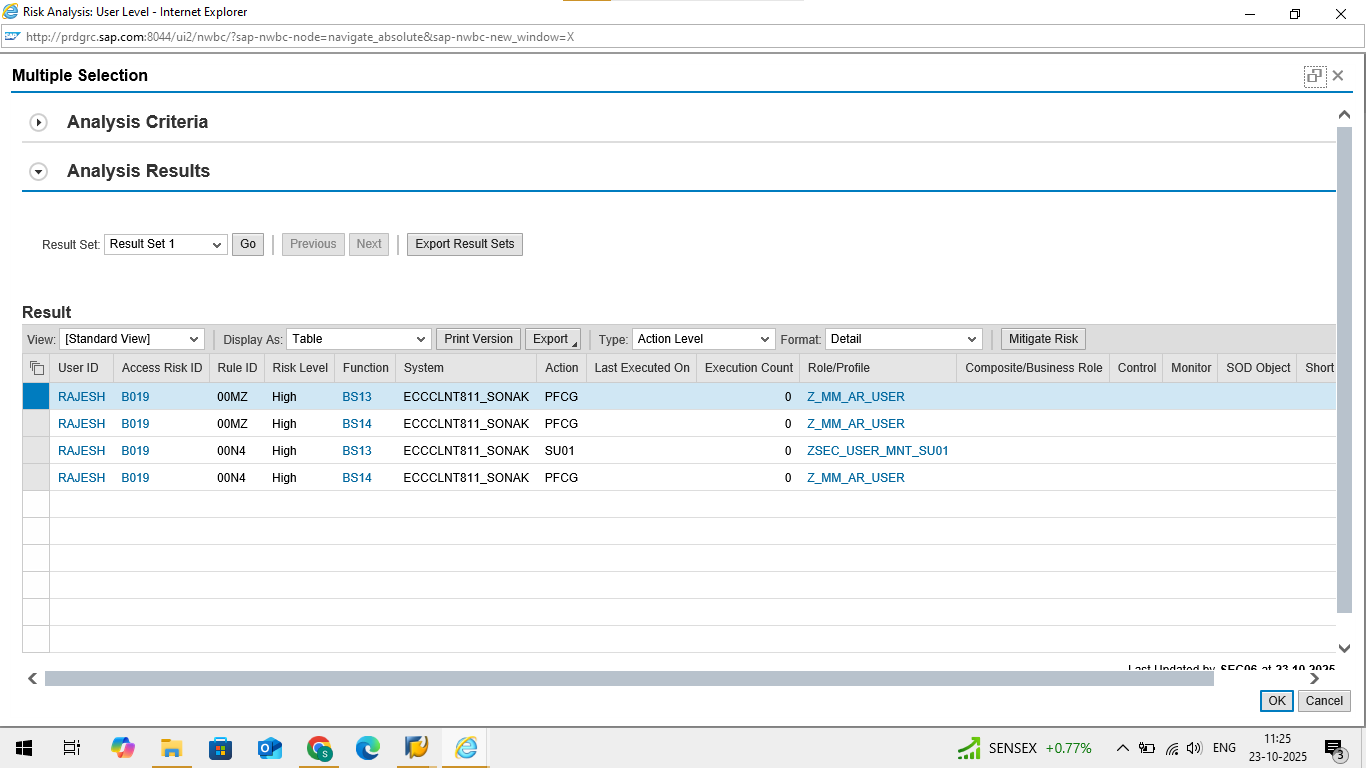 Risk Analysis: User Level - Internet Explorer
http://prdgrc.sap.com:8044/ui2/nwbc/?sap-nwbc-node=navigate_absolute&sap-nwbc-new_window=X
Multiple Selection
Analysis Criteria
Analysis Results
Result Set: Result Set 1 Go Previous Next Export Result Sets
Result
View: [Standard View] Display As: Table Print Version Export Type: Action Level Format: Detail Mitigate Risk
User ID Access Risk ID Rule ID Risk Level Function System Action Last Executed On Execution Count Role/Profile Composite/Business Role Control Monitor SOD Object Short
RAJESH B019 00MZ High BS13 ECCCLNT811_SONAK PFCG 0 Z_MM_AR_USER
RAJESH B019 00MZ High BS14 ECCCLNT811_SONAK PFCG 0 Z_MM_AR_USER
RAJESH B019 00N4 High BS13 ECCCLNT811_SONAK SU01 0 ZSEC_USER_MNT_SU01
RAJESH B019 00N4 High BS14 ECCCLNT811_SONAK PFCG 0 Z_MM_AR_USER
Last Updated by SEC06 at 23.10.2025
OK Cancel
SENSEX +0.77% ENG 11:25
23-10-2025 3